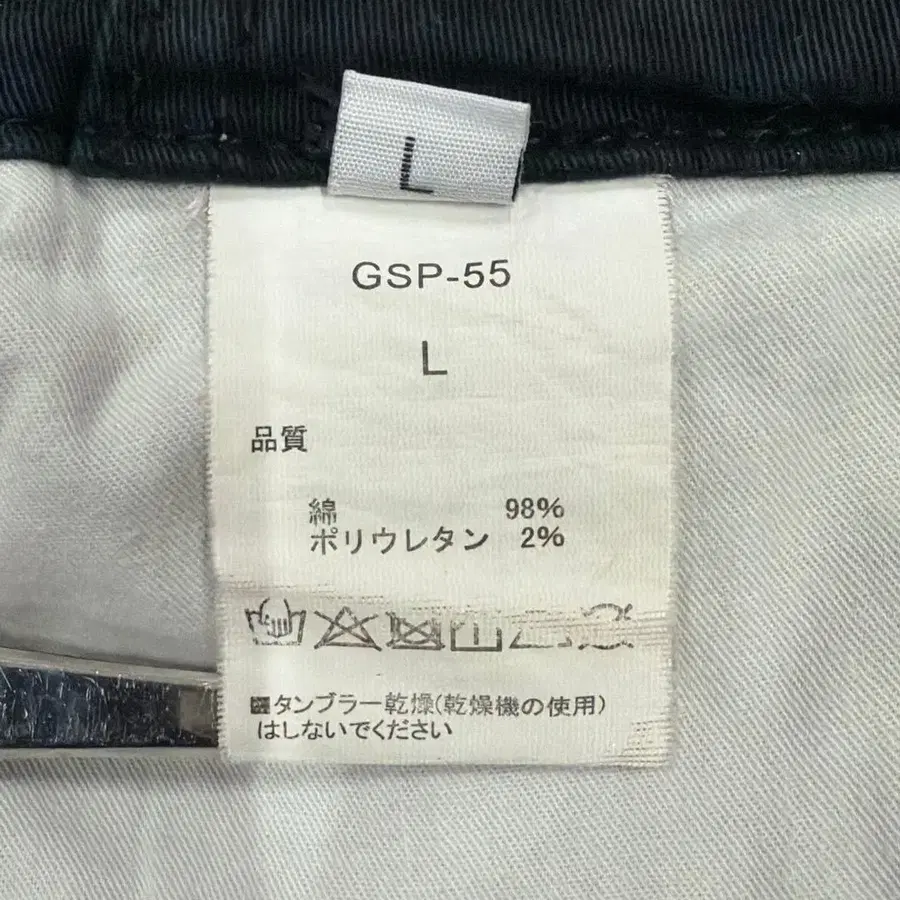 L
GSP-55
L
品質
綿 98%
ポリウレタン 2%
タンブラー乾燥(乾燥機の使用)
はしないでください